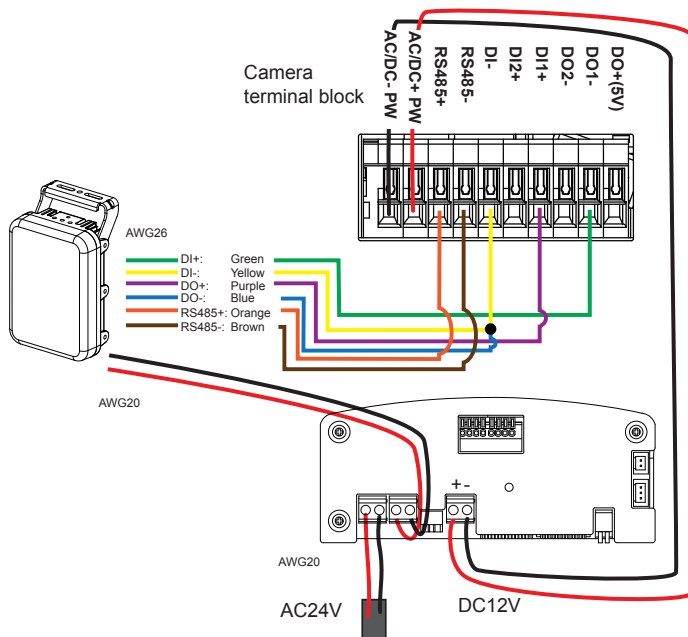 AC/DC- PW
AC/DC+ PW
RS485+
RS485-
DI-
DI2+
DI1+
DO2-
DO1-
DO+(5V)
Camera
terminal block
AWG26
DI+: Green
DI-: Yellow
DO+: Purple
DO-: Blue
RS485+: Orange
RS485-: Brown
AWG20
+ -
AWG20
AC24V
DC12V